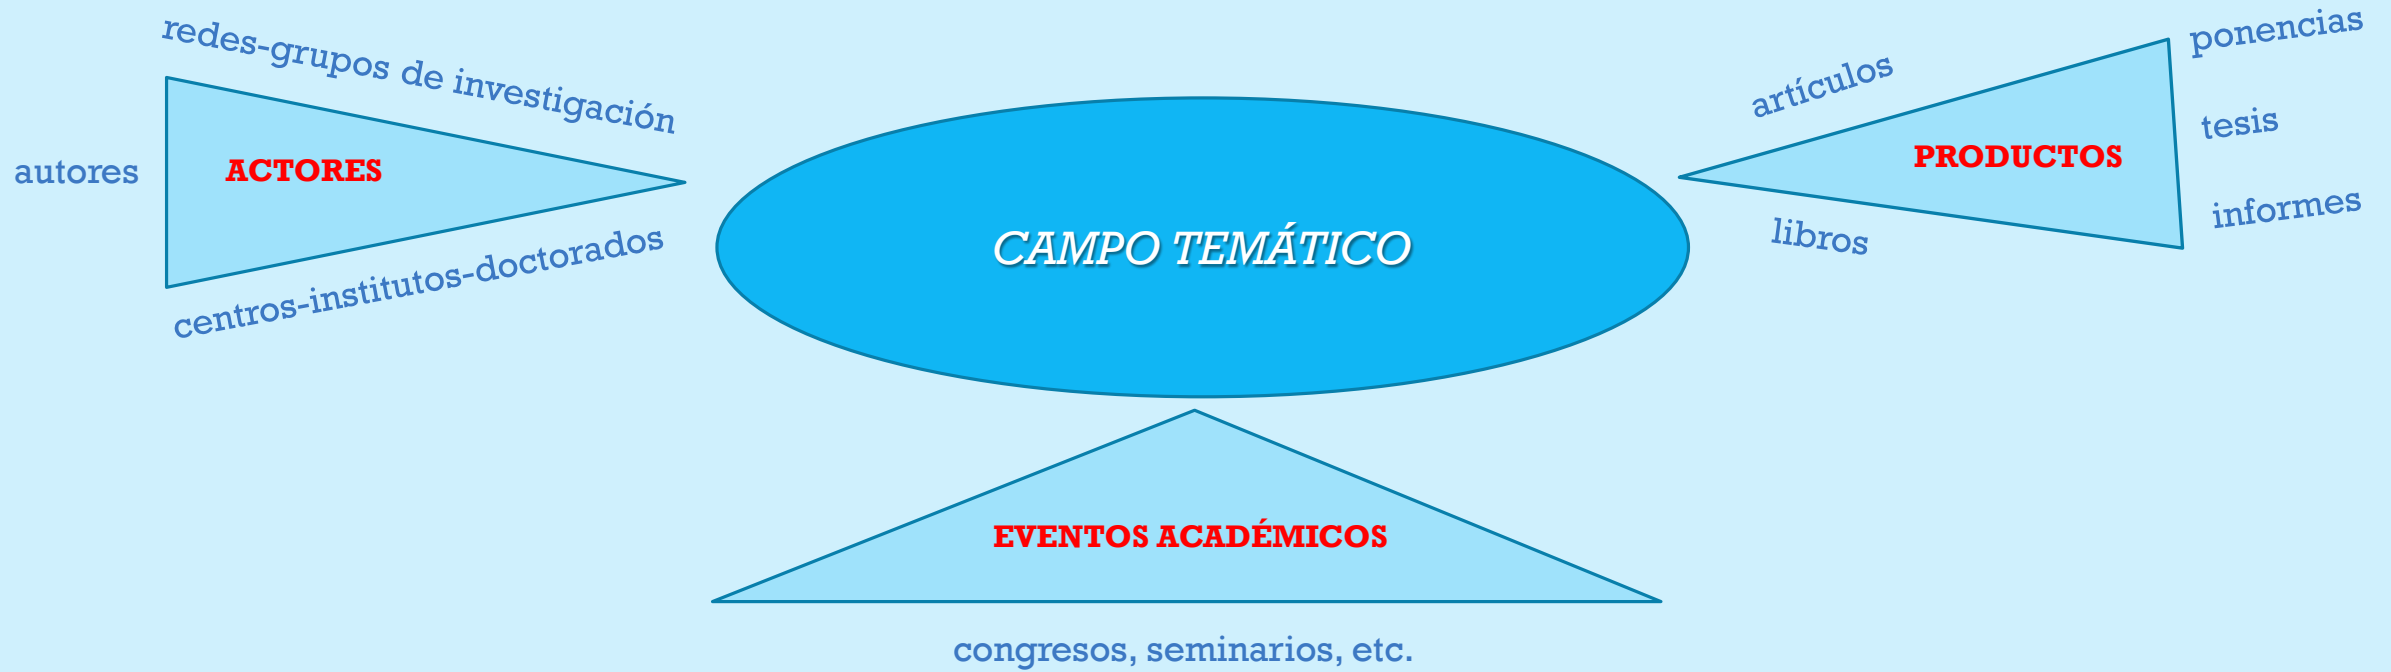 redes-grupos de investigación
autores
ACTORES
centros-institutos-doctorados
CAMPO TEMÁTICO
artículos
ponencias
PRODUCTOS
tesis
libros
informes
EVENTOS ACADÉMICOS
congresos, seminarios, etc.